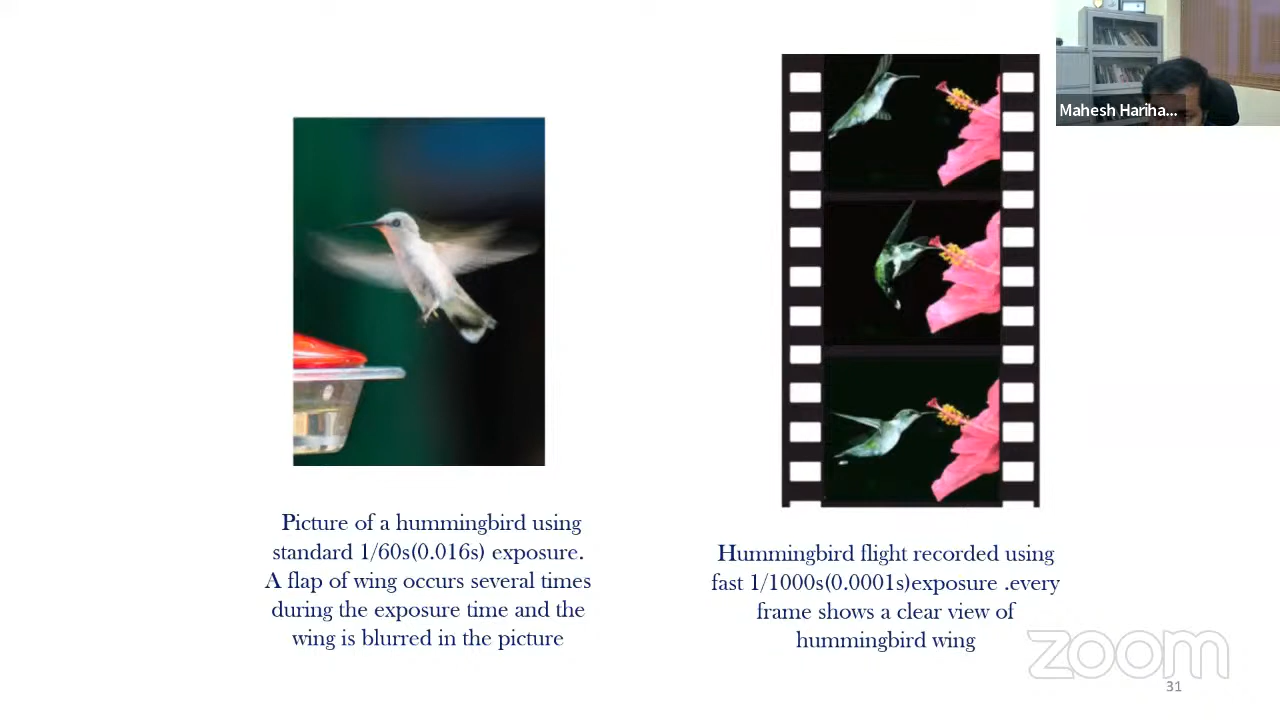 Mahesh Hariha...
Picture of a hummingbird using
standard 1/60s(0.016s) exposure.
A flap of wing occurs several times
during the exposure time and the
wing is blurred in the picture
Hummingbird flight recorded using
fast 1/1000s(0.0001s)exposure .every
frame shows a clear view of
hummingbird wing
zoom
31